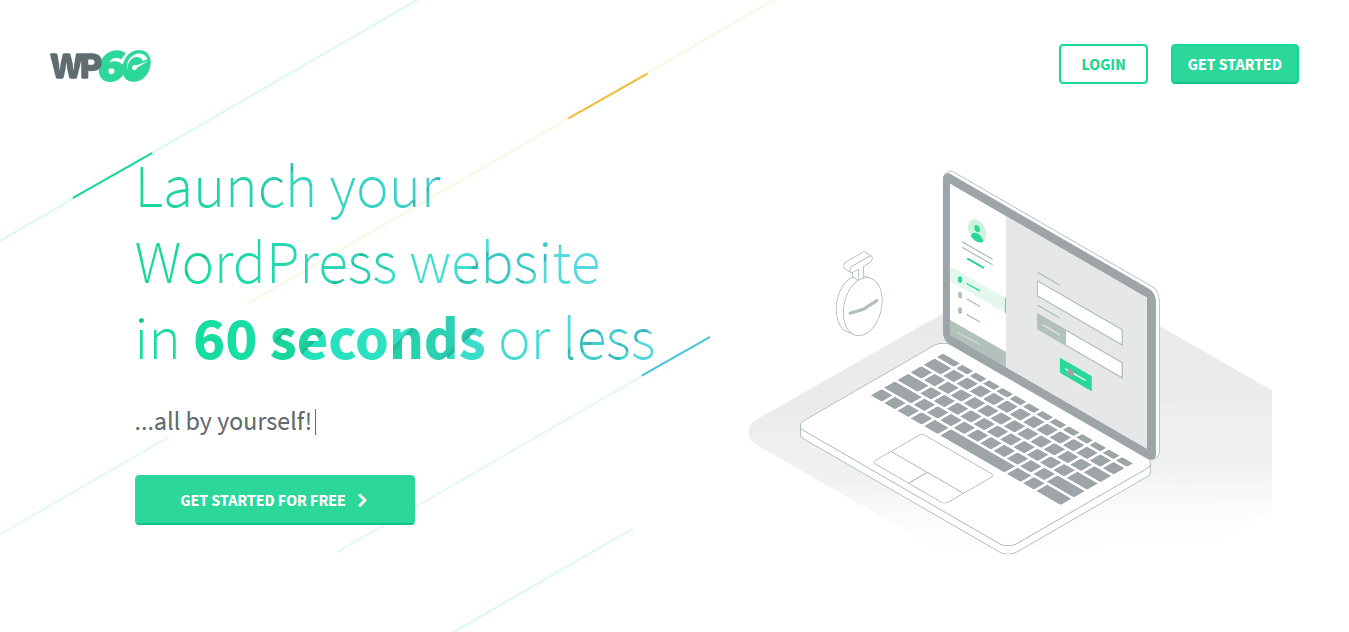 WP60
LOGIN
GET STARTED
Launch your
WordPress website
in 60 seconds or less
...all by yourself!
GET STARTED FOR FREE